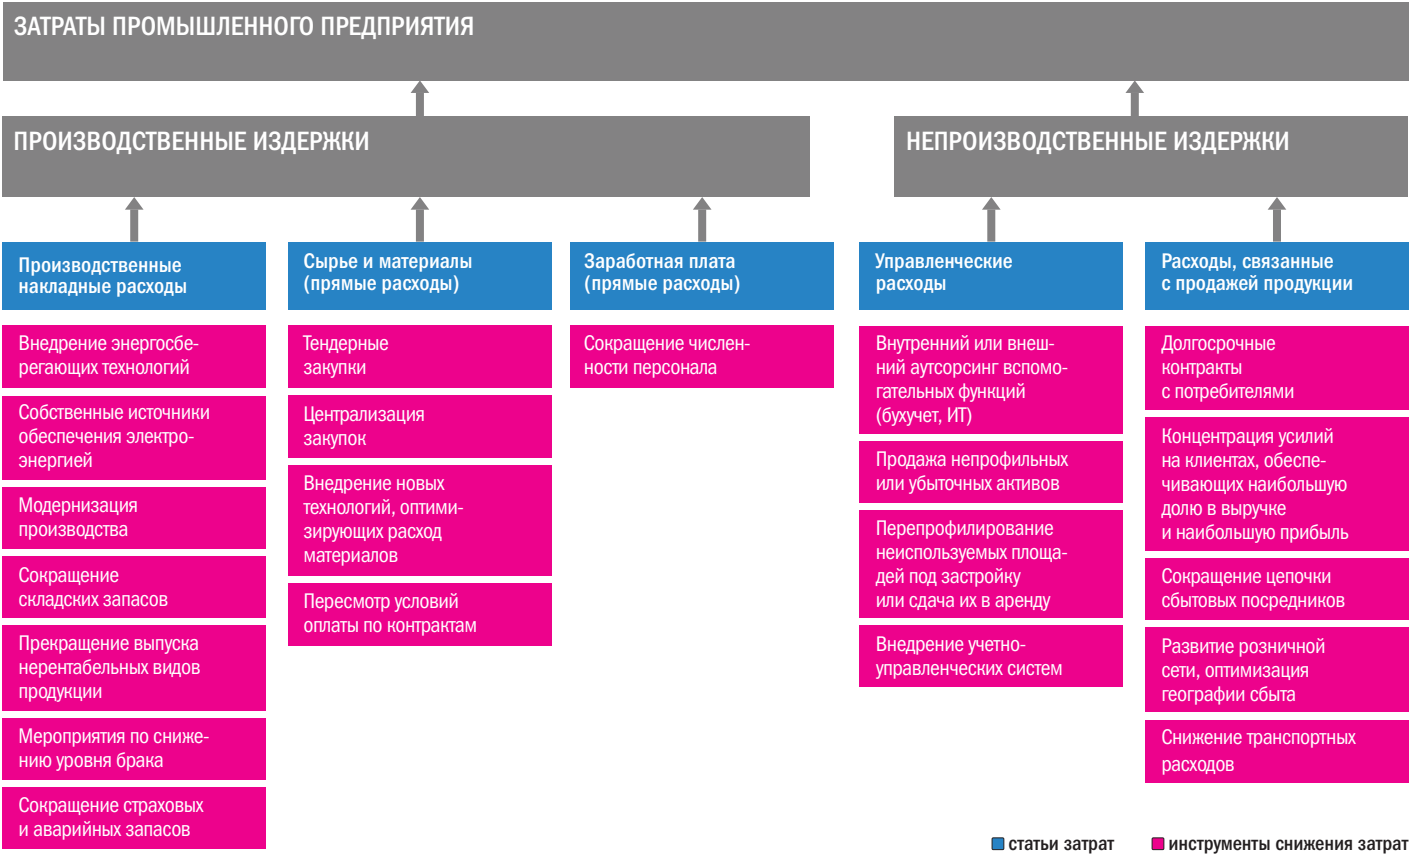 ЗАТРАТЫ ПРОМЫШЛЕННОГО ПРЕДПРИЯТИЯ
ПРОИЗВОДСТВЕННЫЕ ИЗДЕРЖКИ
НЕПРОИЗВОДСТВЕННЫЕ ИЗДЕРЖКИ
Производственные
накладные расходы
Внедрение энергосбе-
регающих технологий
Собственные источники
обеспечения электро-
энергией
Модернизация
производства
Сокращение
складских запасов
Прекращение выпуска
нерентабельных видов
продукции
Мероприятия по сниже-
нию уровня брака
Сокращение страховых
и аварийных запасов
Сырье и материалы
(прямые расходы)
Тендерные
закупки
Централизация
закупок
Внедрение новых
технологий, оптими-
зирующих расход
материалов
Пересмотр условий
оплаты по контрактам
Заработная плата
(прямые расходы)
Сокращение числен-
ности персонала
Управленческие
расходы
Внутренний или внеш-
ний аутсорсинг вспомо-
гательных функций
(бухучет, ИТ)
Продажа непрофильных
или убыточных активов
Перепрофилирование
неиспользуемых площа-
дей под застройку
или сдача их в аренду
Внедрение учетно-
управленческих систем
Расходы, связанные
с продажей продукции
Долгосрочные
контракты
с потребителями
Концентрация усилий
на клиентах, обеспе-
чивающих наибольшую
долю в выручке
и наибольшую прибыль
Сокращение цепочки
сбытовых посредников
Развитие розничной
сети, оптимизация
географии сбыта
Снижение транспортных
расходов
статьи затрат
инструменты снижения затрат